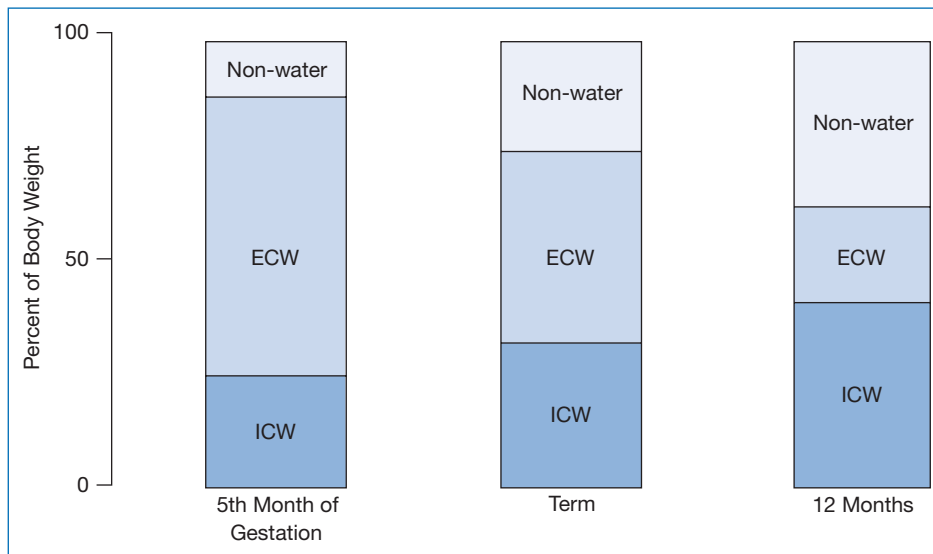 Percent of Body Weight
100
50
0
Non-water
ECW
ICW
5th Month of
Gestation
Non-water
ECW
ICW
Term
Non-water
ECW
ICW
12 Months